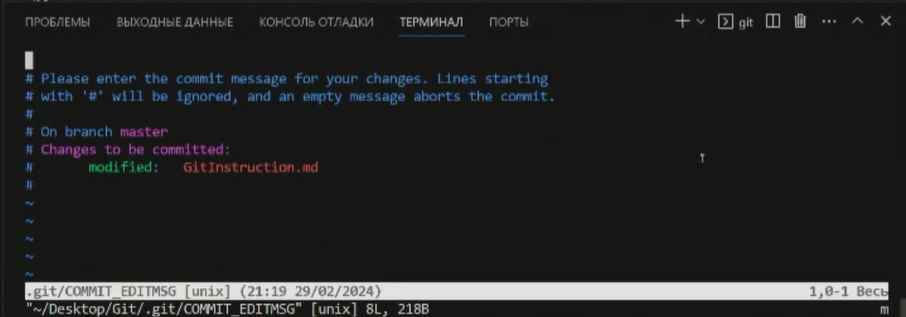 ПРОБЛЕМЫ ВЫХОДНЫЕ ДАННЫЕ КОНСОЛЬ ОТЛАДКИ ТЕРМИНАЛ ПОРТЫ git
# Please enter the commit message for your changes. Lines starting
# with '#' will be ignored, and an empty message aborts the commit.
#
# On branch master
# Changes to be committed:
#       modified:   GitInstruction.md
#
~
~
~
~
~
.git/COMMIT_EDITMSG [unix] (21:19 29/02/2024) 1,0-1 Весь
"~/Desktop/Git/.git/COMMIT_EDITMSG" [unix] 8L, 218B m